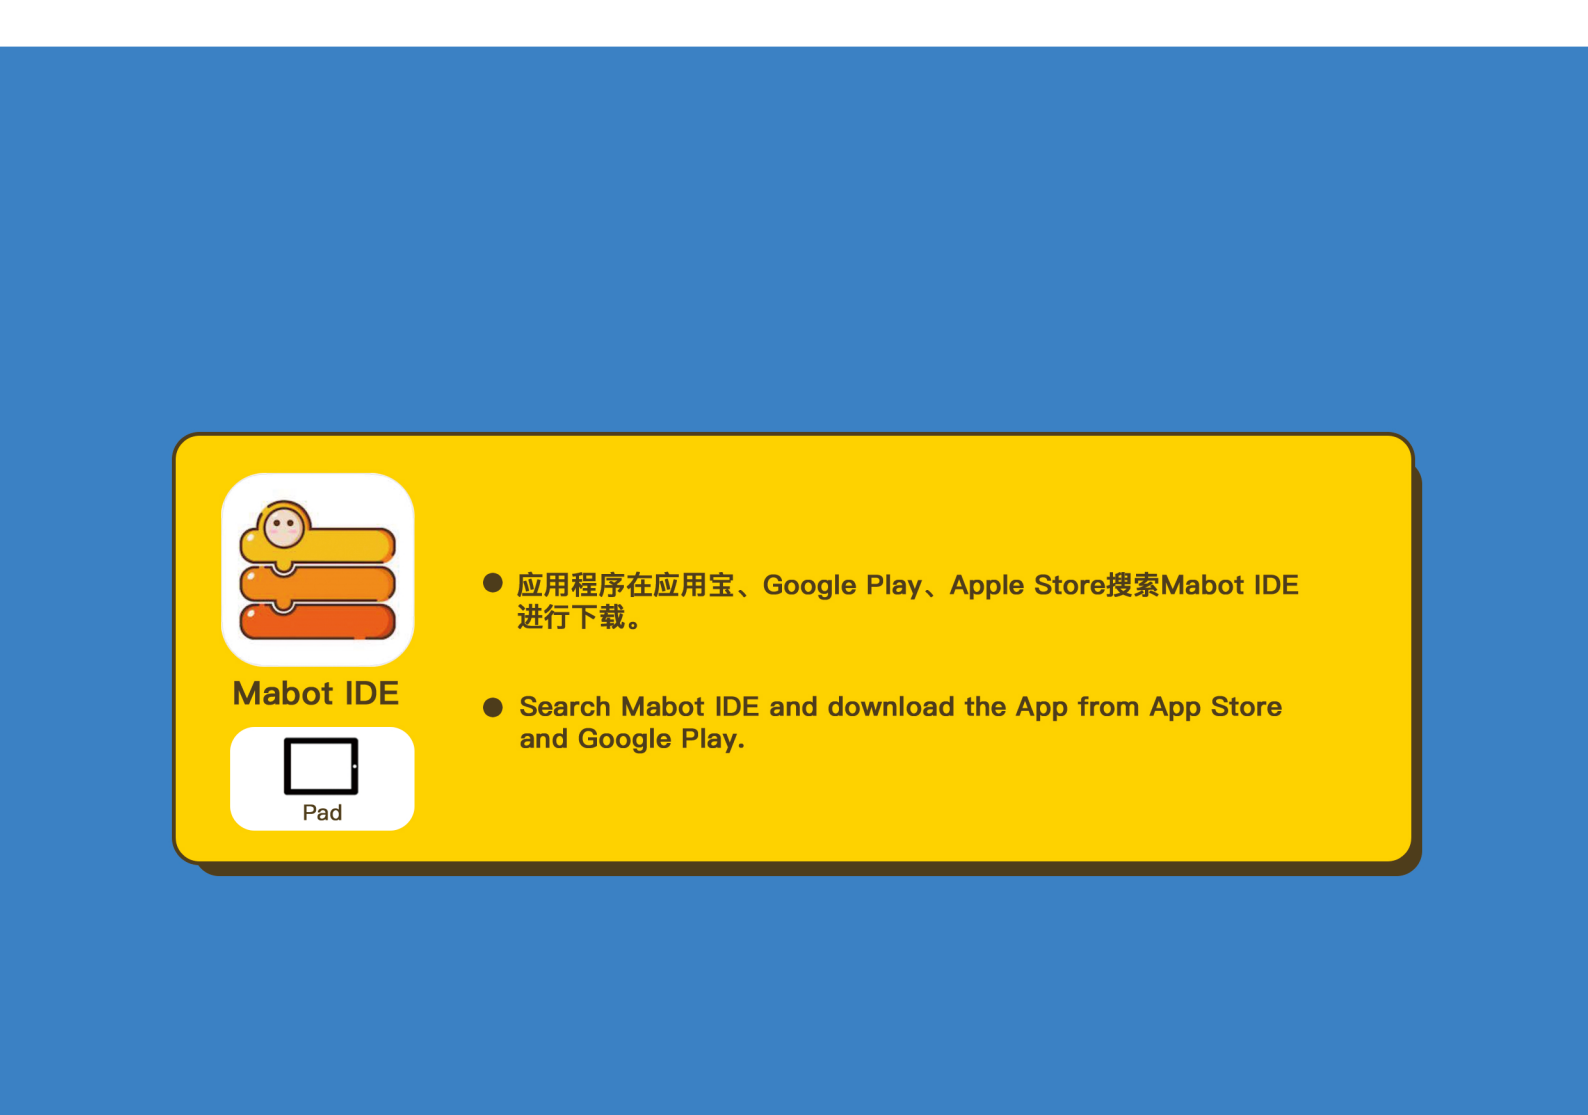 Mabot IDE
Pad
● 应用程序在应用宝、Google Play、Apple Store搜索Mabot IDE
进行下载。
● Search Mabot IDE and download the App from App Store
and Google Play.